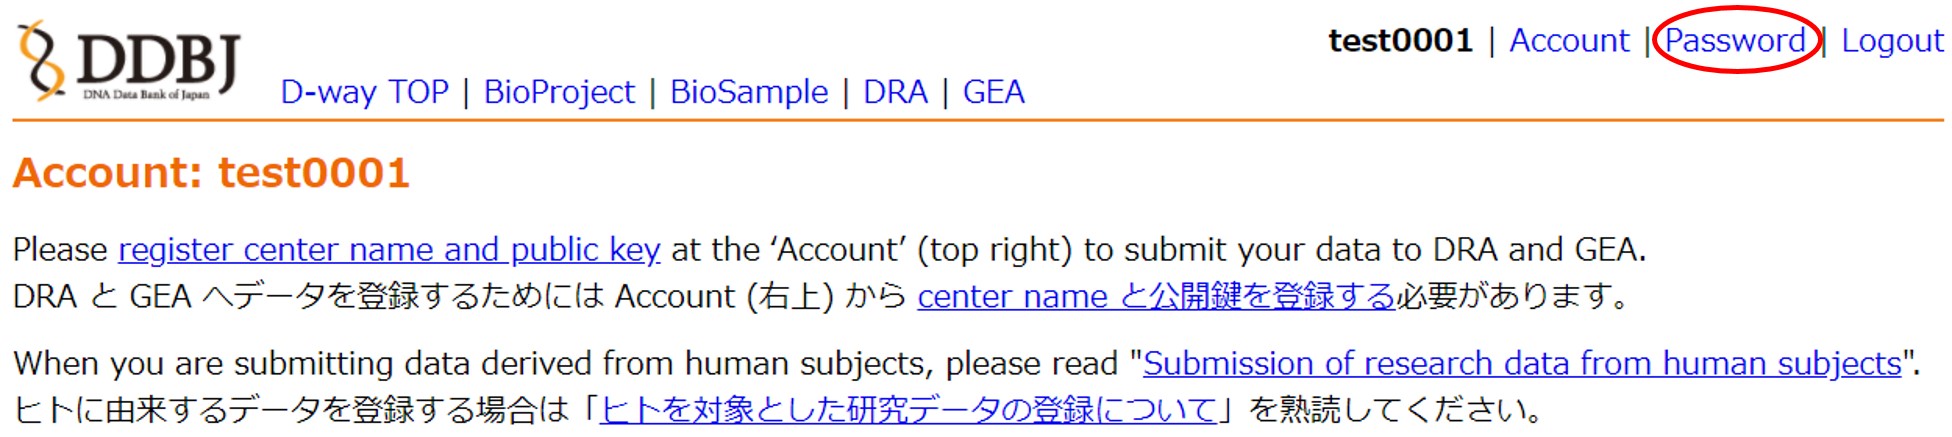 DDBJ
DNA Data Bank of Japan
test0001 | Account | Password | Logout
D-way TOP | BioProject | BioSample | DRA | GEA
Account: test0001
Please register center name and public key at the ‘Account’ (top right) to submit your data to DRA and GEA.
DRA と GEA へデータを登録するためには Account (右上) から center name と公開鍵を登録する必要があります。
When you are submitting data derived from human subjects, please read "Submission of research data from human subjects".
ヒトに由来するデータを登録する場合は「ヒトを対象とした研究データの登録について」を熟読してください。